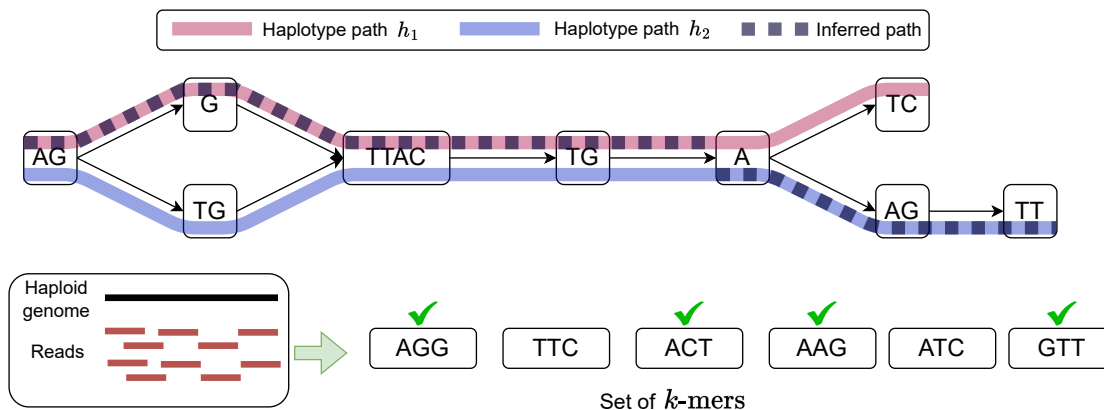 Haplotype path h₁ Haplotype path h₂ Inferred path
G TC
AG TTAC TG A
TG AG TT
Haploid
genome
Reads
AGG TTC ACT AAG ATC GTT
Set of k-mers